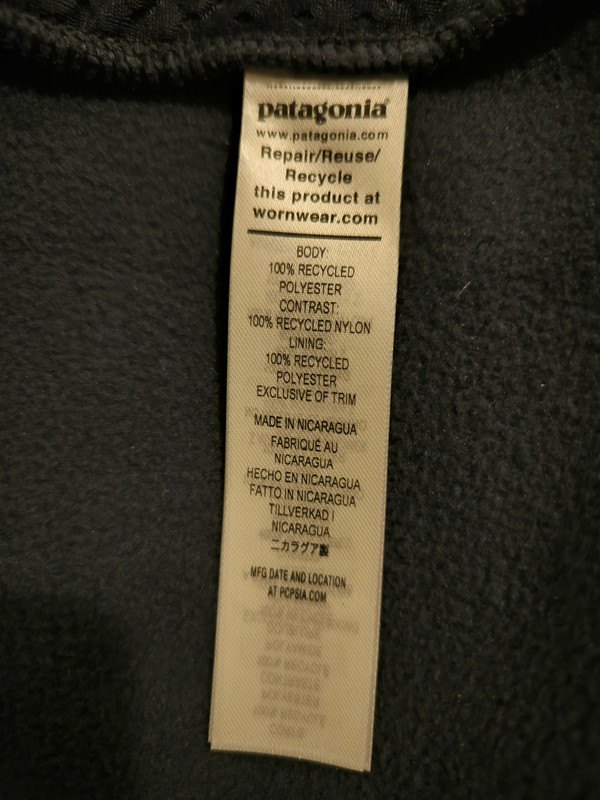 patagonia®
www.patagonia.com
Repair/Reuse/
Recycle
this product at
wornwear.com
BODY:
100% RECYCLED
POLYESTER
CONTRAST:
100% RECYCLED NYLON
LINING:
100% RECYCLED
POLYESTER
EXCLUSIVE OF TRIM
MADE IN NICARAGUA
FABRIQUÉ AU
NICARAGUA
HECHO EN NICARAGUA
FATTO IN NICARAGUA
TILLVERKAD I
NICARAGUA
ニカラグア製
MFG DATE AND LOCATION
AT PCPSIA.COM